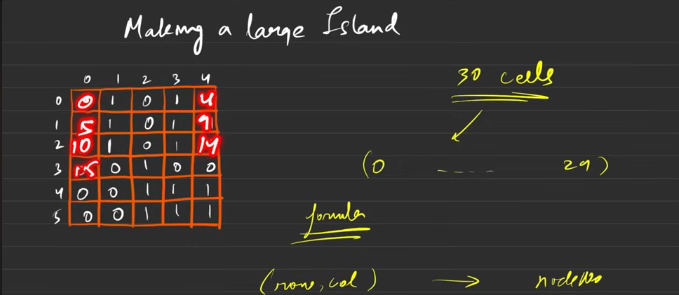 Making a large Island
0 1 2 3 4
0 0 1 0 1 4
1 5 1 0 1 9
2 10 1 0 1 14
3 15 0 1 0 0
4 0 0 1 1 1
5 0 0 1 1 1
30 cells
(0 ---- 29)
formula
(row, col) → node no